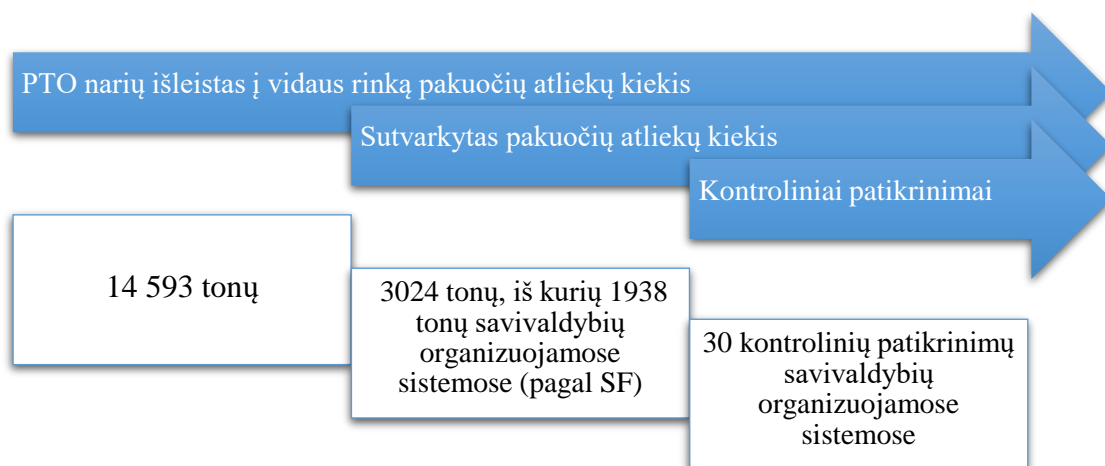 PTO narių išleistas į vidaus rinką pakuočių atliekų kiekis
Sutvarkytas pakuočių atliekų kiekis
Kontroliniai patikrinimai
14 593 tonų
3024 tonų, iš kurių 1938
tonų savivaldybių
organizuojamose
sistemose (pagal SF)
30 kontrolinių patikrinimų
savivaldybių
organizuojamose
sistemose